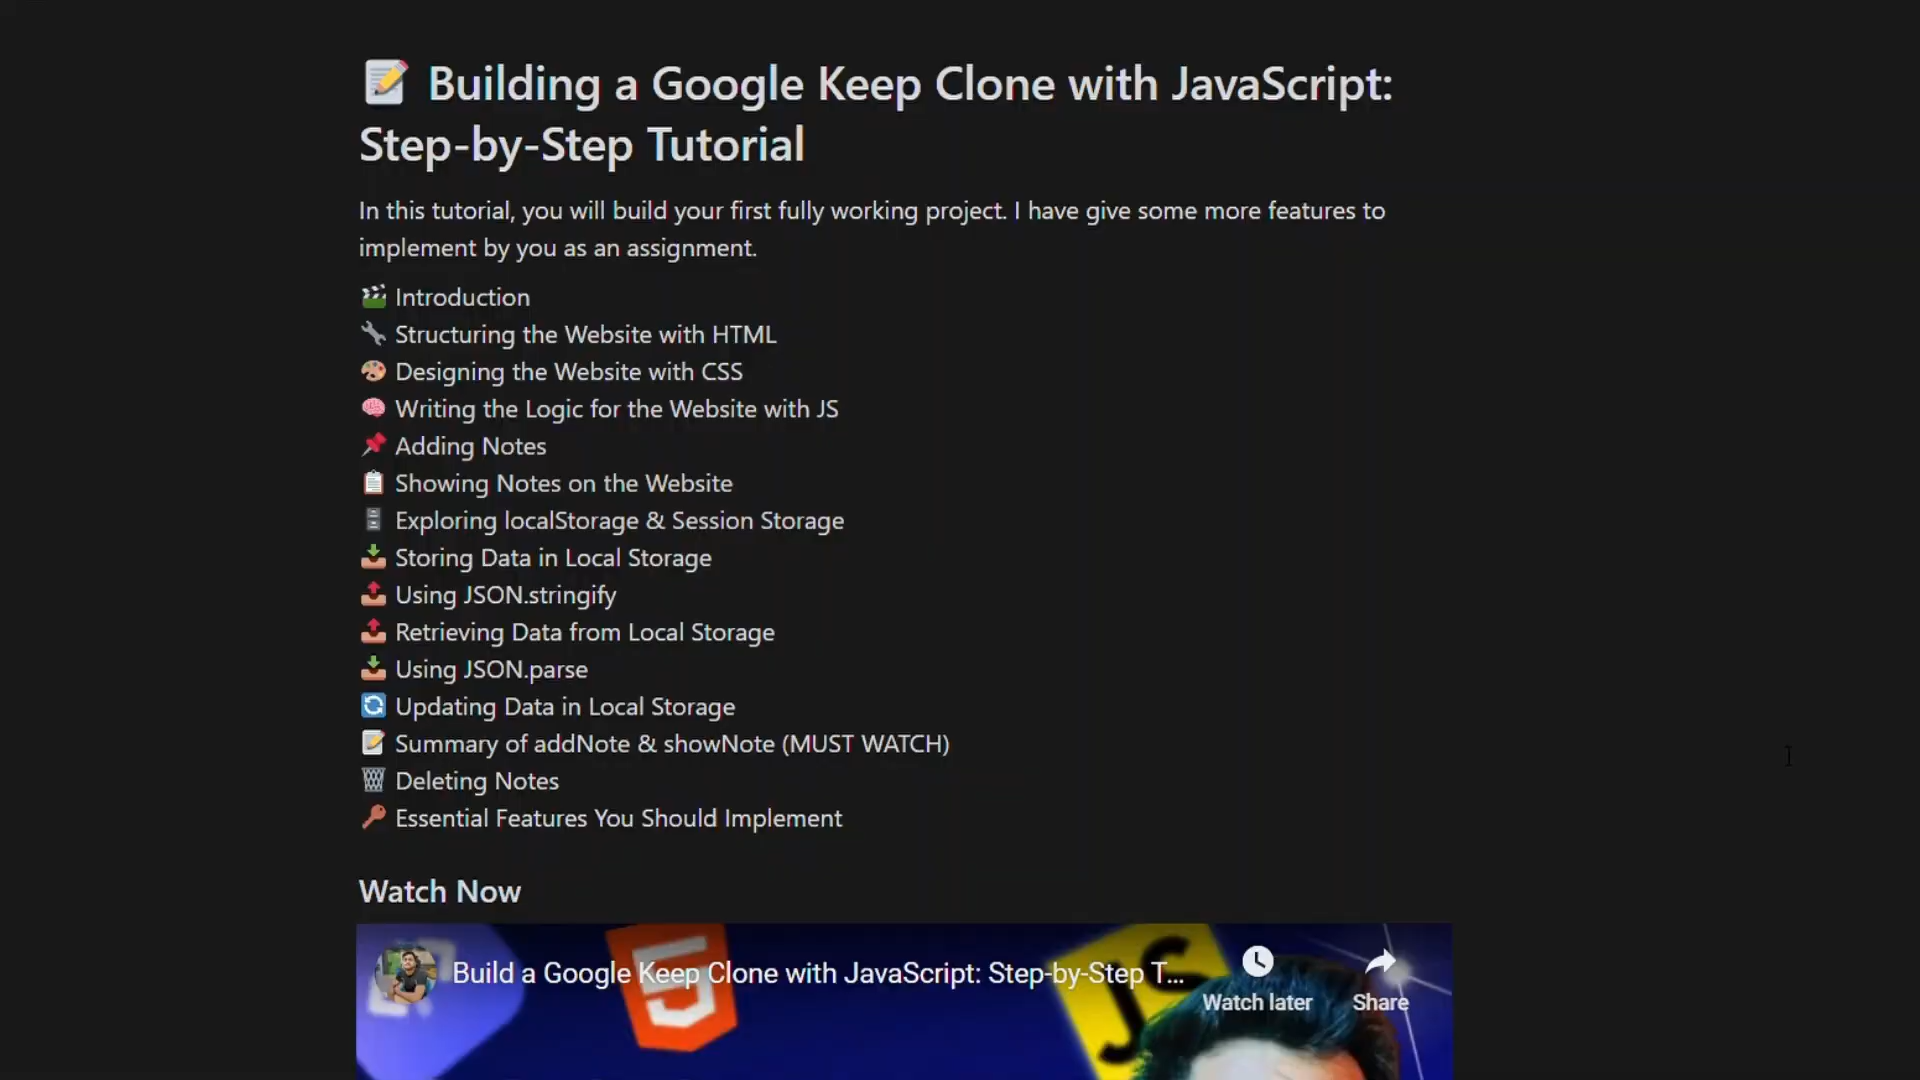 Building a Google Keep Clone with JavaScript:
Step-by-Step Tutorial
In this tutorial, you will build your first fully working project. I have give some more features to
implement by you as an assignment.
Introduction
Structuring the Website with HTML
Designing the Website with CSS
Writing the Logic for the Website with JS
Adding Notes
Showing Notes on the Website
Exploring localStorage & Session Storage
Storing Data in Local Storage
Using JSON.stringify
Retrieving Data from Local Storage
Using JSON.parse
Updating Data in Local Storage
Summary of addNote & showNote (MUST WATCH)
Deleting Notes
Essential Features You Should Implement
Watch Now
Build a Google Keep Clone with JavaScript: Step-by-Step T...
Watch later
Share
5
JS